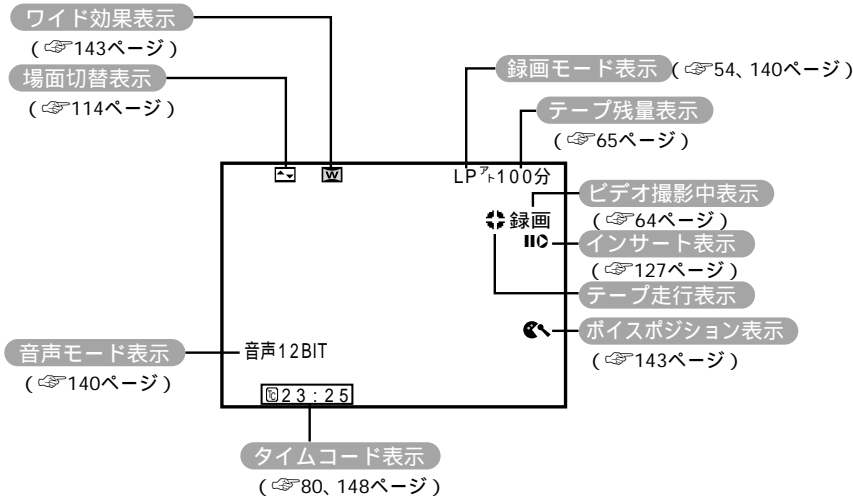 ワイド効果表示
(☞143ページ)
場面切替表示
(☞114ページ)
録画モード表示 (☞54、140ページ)
テープ残量表示
(☞65ページ)
W
LPアト100分
録画
ビデオ撮影中表示
(☞64ページ)
インサート表示
(☞127ページ)
テープ走行表示
ボイスポジション表示
(☞143ページ)
音声モード表示
(☞140ページ)
音声12BIT
TC 23:25
タイムコード表示
(☞80、148ページ)